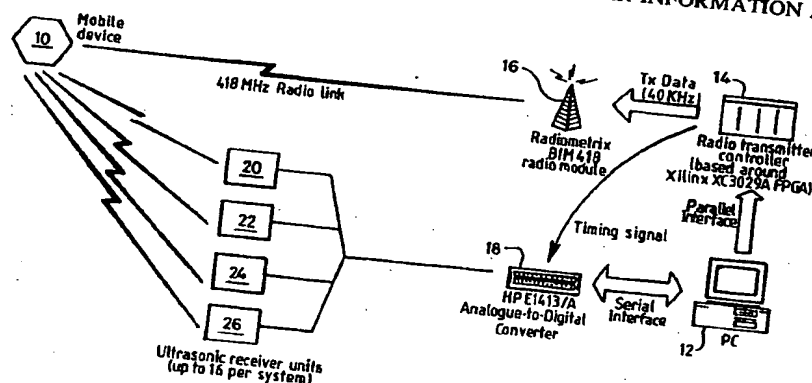 INFORMATION
10
Mobile
device
418 MHz Radio link
16
Radiometrix
BIM 418
radio module
Tx Data
(40KHz
14
Radio transmitter
controller
(based around
Xilinx XC3029A FPGA)
Parallel
Interface
Timing signal
20
22
24
26
Ultrasonic receiver units
(up to 16 per system)
18
HP E1413/A
Analogue-to-Digital
Converter
Serial
Interface
12
PC